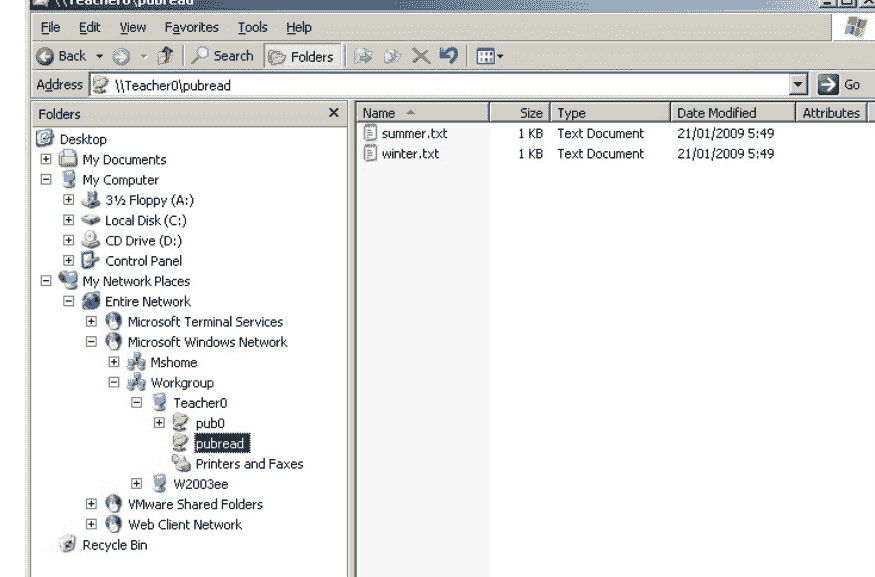 \\Teacher0\pubread
File Edit View Favorites Tools Help
Back Search Folders
Address \\Teacher0\pubread Go
Folders
Name Size Type Date Modified Attributes
summer.txt 1 KB Text Document 21/01/2009 5:49
winter.txt 1 KB Text Document 21/01/2009 5:49
Desktop
My Documents
My Computer
3½ Floppy (A:)
Local Disk (C:)
CD Drive (D:)
Control Panel
My Network Places
Entire Network
Microsoft Terminal Services
Microsoft Windows Network
Mshome
Workgroup
Teacher0
pub0
pubread
Printers and Faxes
W2003ee
VMware Shared Folders
Web Client Network
Recycle Bin